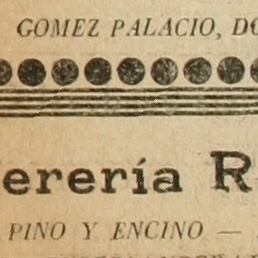 GOMEZ PALACIO, DO
erería R
PINO Y ENCINO —